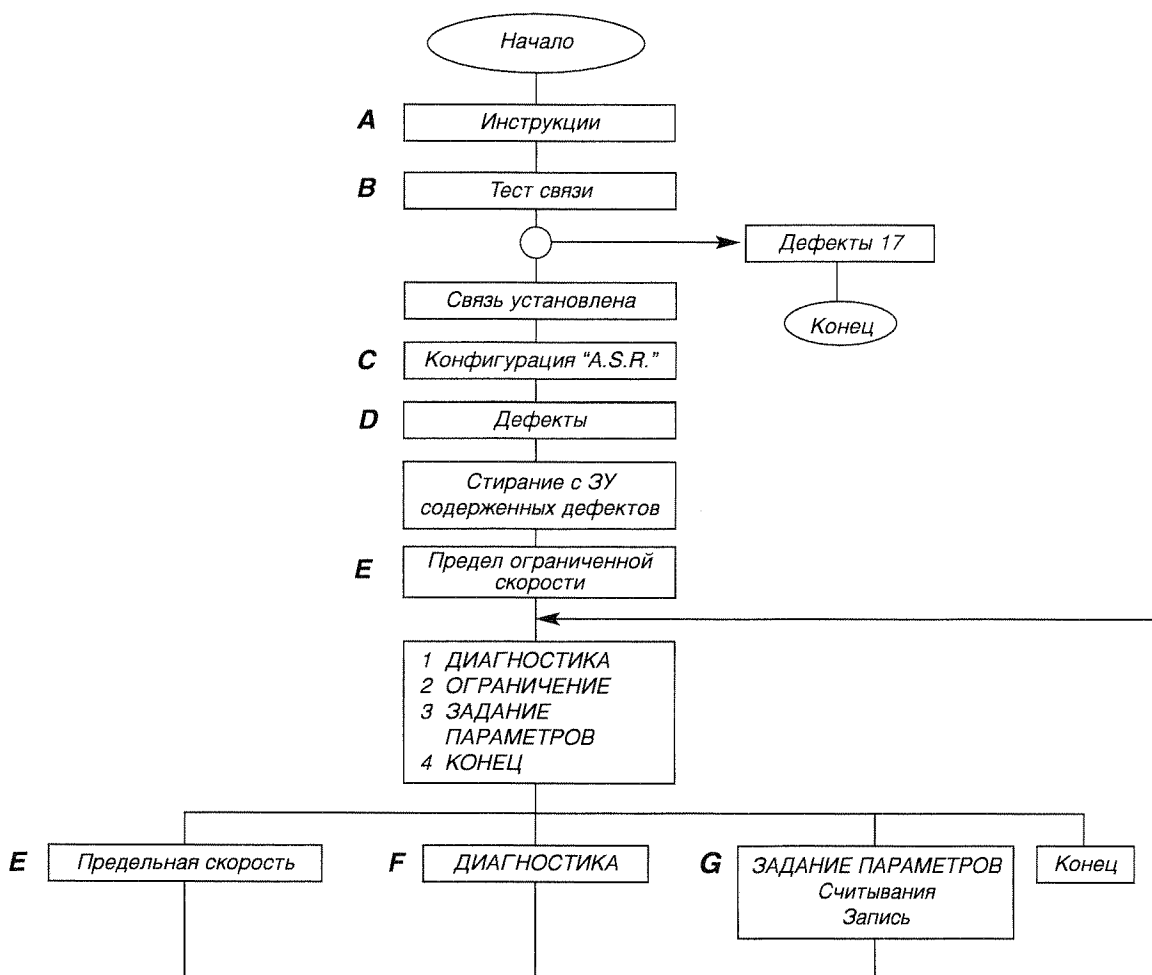 Начало
A Инструкции
B Тест связи
Дефекты 17
Связь установлена
Конец
C Конфигурация “A.S.R.”
D Дефекты
Стирание с ЗУ
содерженных дефектов
E Предел ограниченной
скорости
1 ДИАГНОСТИКА
2 ОГРАНИЧЕНИЕ
3 ЗАДАНИЕ
ПАРАМЕТРОВ
4 КОНЕЦ
E Предельная скорость
F ДИАГНОСТИКА
G ЗАДАНИЕ ПАРАМЕТРОВ
Считывания
Запись
Конец